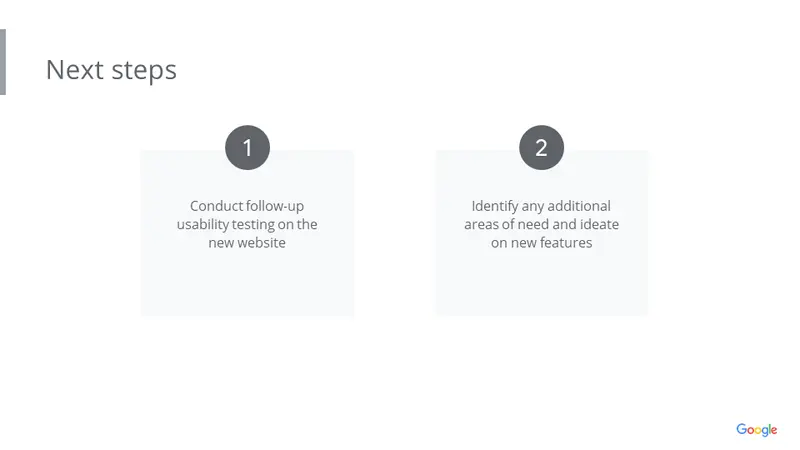 Next steps
1
Conduct follow-up
usability testing on the
new website
2
Identify any additional
areas of need and ideate
on new features
Google